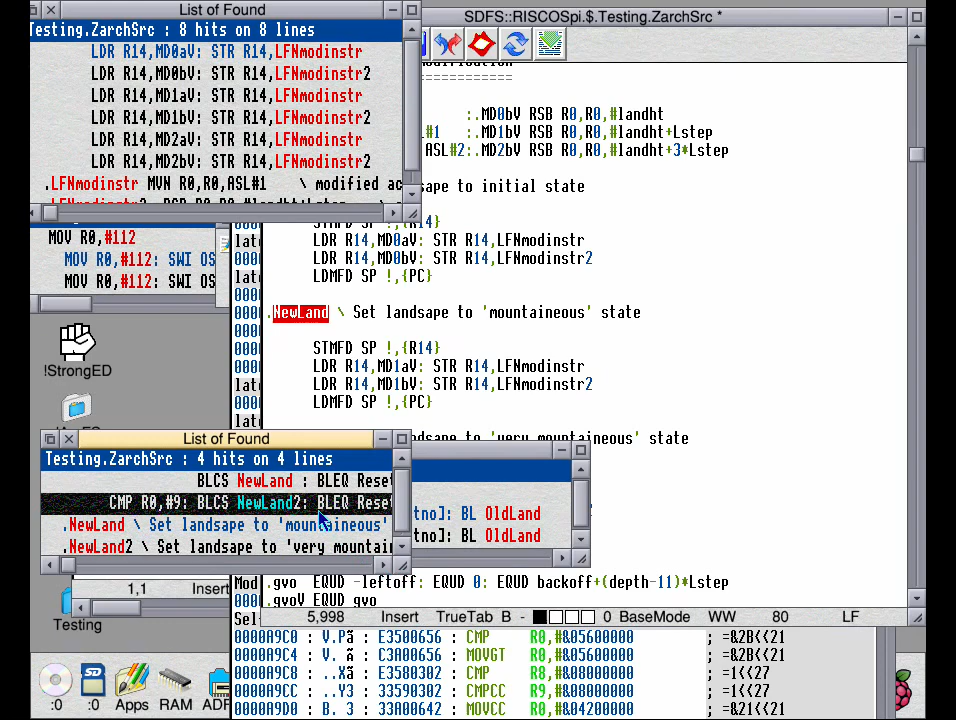 List of Found
Testing.ZarchSrc : 8 hits on 8 lines
LDR R14,MD0aV: STR R14,LFNmodinstr
LDR R14,MD0bV: STR R14,LFNmodinstr2
LDR R14,MD1aV: STR R14,LFNmodinstr
LDR R14,MD1bV: STR R14,LFNmodinstr2
LDR R14,MD2aV: STR R14,LFNmodinstr
LDR R14,MD2bV: STR R14,LFNmodinstr2
.LFNmodinstr MVN R0,R0,ASL#1 \ modified ac
MOV R0,#112
MOV R0,#112: SWI OS
MOV R0,#112: SWI OS
!StrongED
SDFS::RISCOSpi.$.Testing.ZarchSrc *
============
:.MD0bV RSB R0,R0,#landht
L#1 :.MD1bV RSB R0,R0,#landht+Lstep
ASL#2:.MD2bV RSB R0,R0,#landht+3*Lstep
sape to initial state
STMFD SP !,{R14}
LDR R14,MD0aV: STR R14,LFNmodinstr
LDR R14,MD0bV: STR R14,LFNmodinstr2
LDMFD SP !,{PC}
.NewLand \ Set landsape to 'mountaineous' state
STMFD SP !,{R14}
LDR R14,MD1aV: STR R14,LFNmodinstr
LDR R14,MD1bV: STR R14,LFNmodinstr2
LDMFD SP !,{PC}
ndsape to 'very mountaineous' state
List of Found
Testing.ZarchSrc : 4 hits on 4 lines
BLCS NewLand : BLEQ Reset
CMP R0,#9: BLCS NewLand2: BLEQ Reset
.NewLand \ Set landsape to 'mountaineous'
.NewLand2 \ Set landsape to 'very mountain
tno]: BL OldLand
tno]: BL OldLand
.gvo EQUD -leftoff: EQUD 0: EQUD backoff+(depth-11)*Lstep
.gvoV EQUD gvo
5,998 Insert TrueTab B - 0 BaseMode WW 80 LF
1,1 Insert
Testing
0000A9C0 : V.Pã : E3500656 : CMP R0,#&05600000 ; =&2B<<21
0000A9C4 : V. ã : C3A00656 : MOVGT R0,#&05600000 ; =&2B<<21
0000A9C8 : ..Xã : E3580302 : CMP R8,#&08000000 ; =1<<27
0000A9CC : ..Y3 : 33590302 : CMPCC R9,#&08000000 ; =1<<27
0000A9D0 : B. 3 : 33A00642 : MOVCC R0,#&04200000 ; =&21<<21
:0 :0 Apps RAM ADF